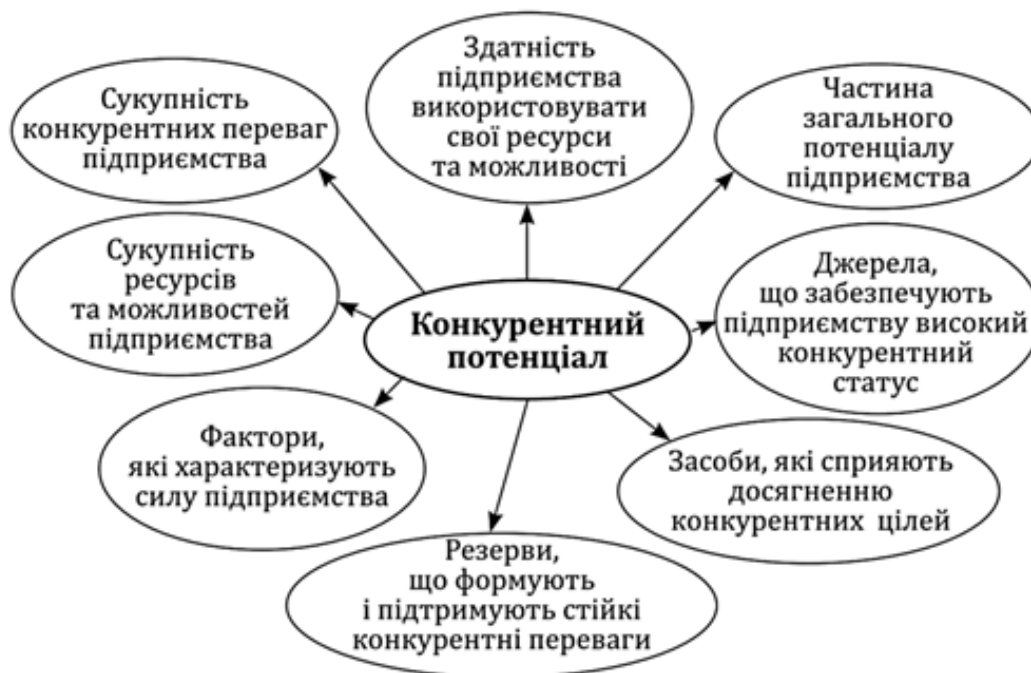 Здатність
підприємства
використовувати
свої ресурси
та можливості
Сукупність
конкурентних переваг
підприємства
Частина
загального
потенціалу
підприємства
Сукупність
ресурсів
та можливостей
підприємства
Конкурентний
потенціал
Джерела,
що забезпечують
підприємству високий
конкурентний
статус
Фактори,
які характеризують
силу підприємства
Засоби, які сприяють
досягненню
конкурентних цілей
Резерви,
що формують
і підтримують стійкі
конкурентні переваги